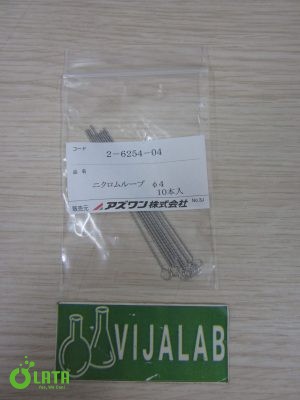 コード
2-6254-04
品名
ニクロムループ φ4
10本入
販売元 アズワン株式会社
VIJALAB
LATA